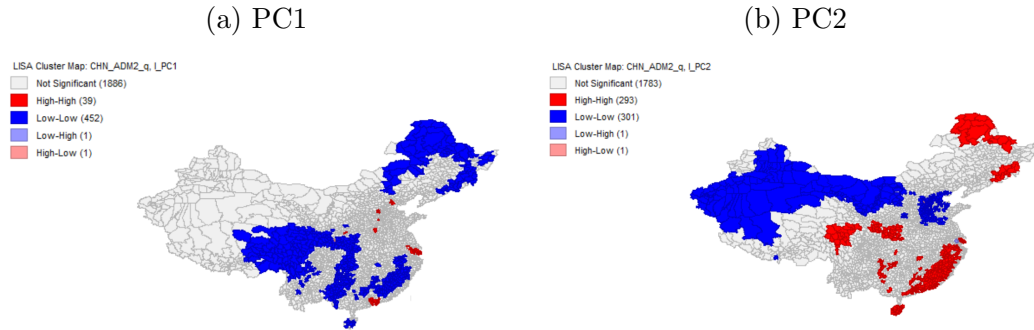 (a) PC1
LISA Cluster Map: CHN_ADM2_q, I_PC1
Not Significant (1886)
High-High (39)
Low-Low (452)
Low-High (1)
High-Low (1)
(b) PC2
LISA Cluster Map: CHN_ADM2_q, I_PC2
Not Significant (1783)
High-High (293)
Low-Low (301)
Low-High (1)
High-Low (1)